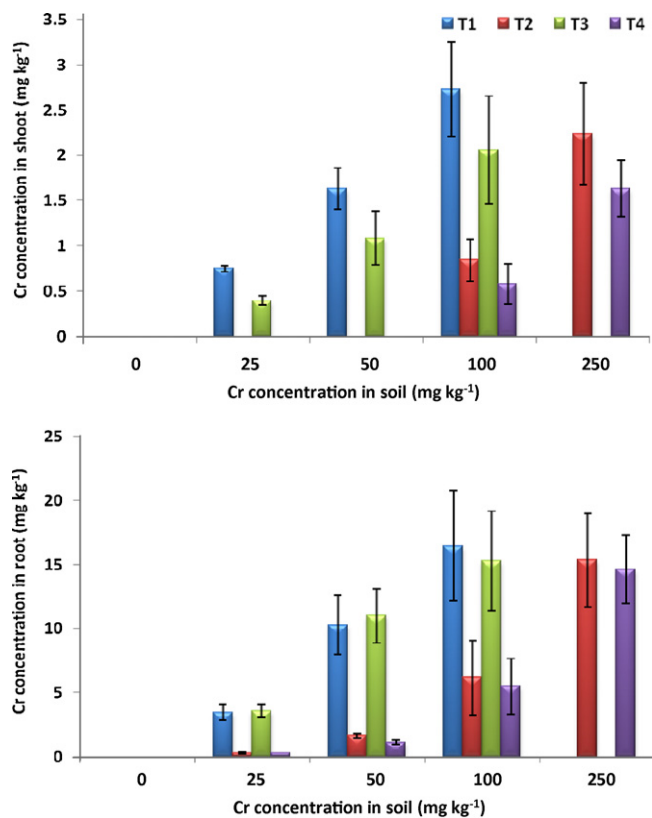 T1 T2 T3 T4
Cr concentration in shoot (mg kg-1)
3.5
3
2.5
2
1.5
1
0.5
0
0 25 50 100 250
Cr concentration in soil (mg kg-1)
Cr concentration in root (mg kg-1)
25
20
15
10
5
0
0 25 50 100 250
Cr concentration in soil (mg kg-1)